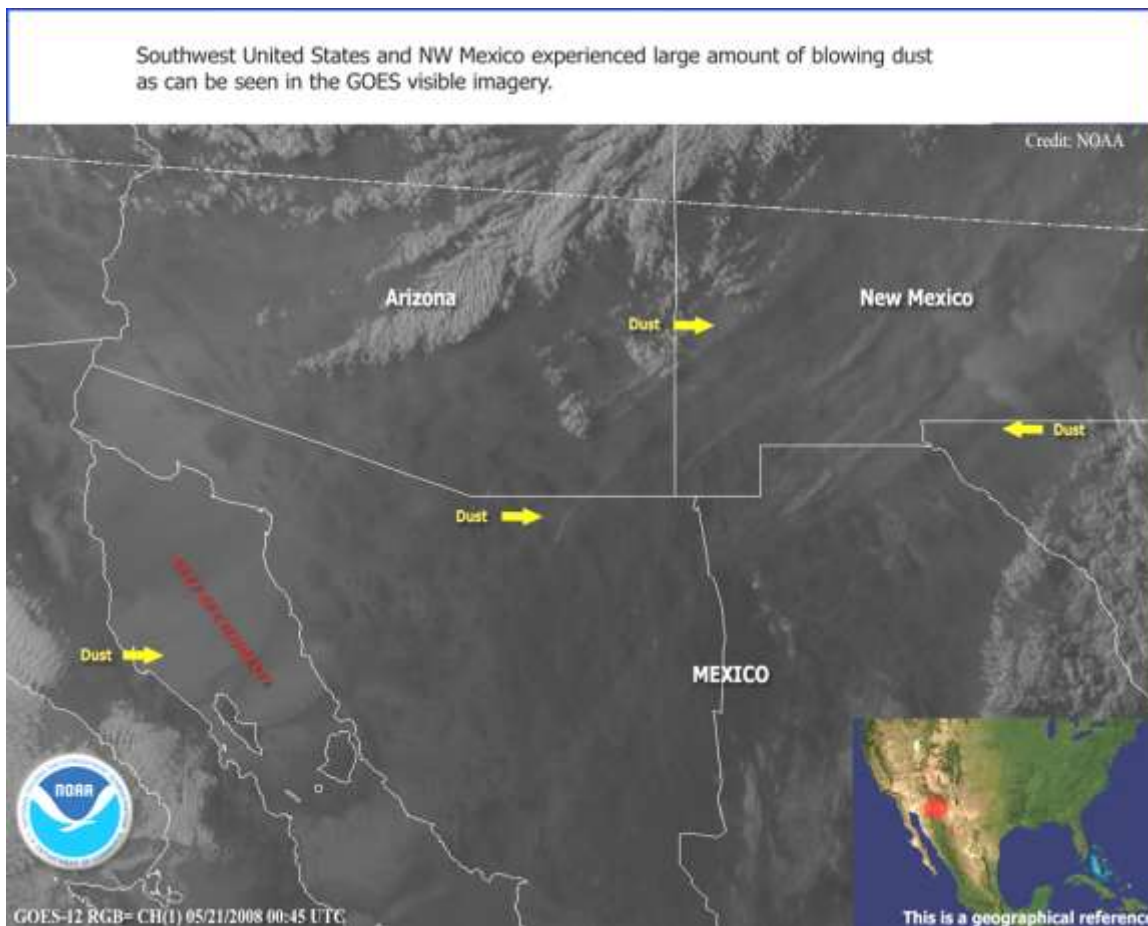 Southwest United States and NW Mexico experienced large amount of blowing dust
as can be seen in the GOES visible imagery.
Credit: NOAA
Arizona
New Mexico
Dust
Dust
Dust
Dust
MEXICO
NOAA
GOES-12 RGB= CH(1) 05/21/2008 00:45 UTC
This is a geographical reference